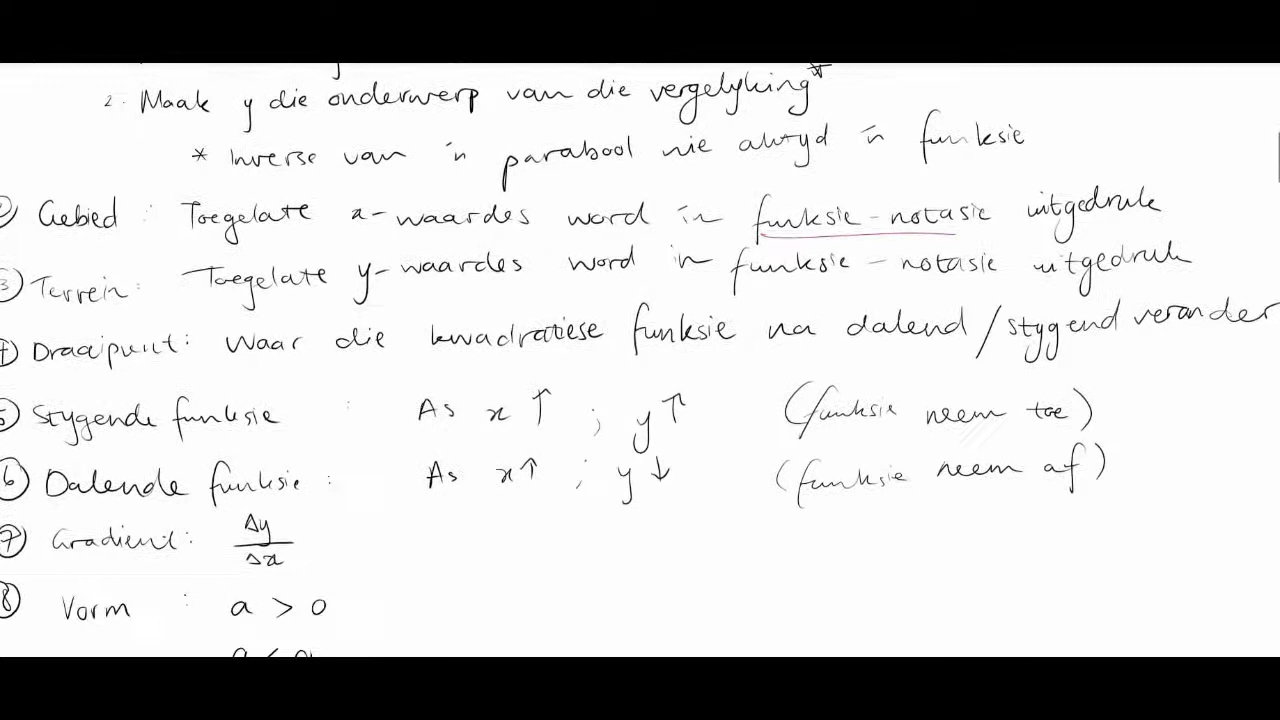 2. Maak y die onderwerp van die vergelyking*
* Inverse van 'n parabool nie altyd 'n funksie
② Gebied : Toegelate x-waardes word in funksie-notasie uitgedruk
③ Terrein: Toegelate y-waardes word in funksie-notasie uitgedruk
④ Draaipunt: Waar die kwadratiese funksie na dalend/stygend verander
⑤ Stygende funksie : As x ↑ ; y ↑ (funksie neem toe)
⑥ Dalende funksie : As x ↑ ; y ↓ (funksie neem af)
⑦ Gradient: Δy/Δx
⑧ Vorm : a > 0
a < 0